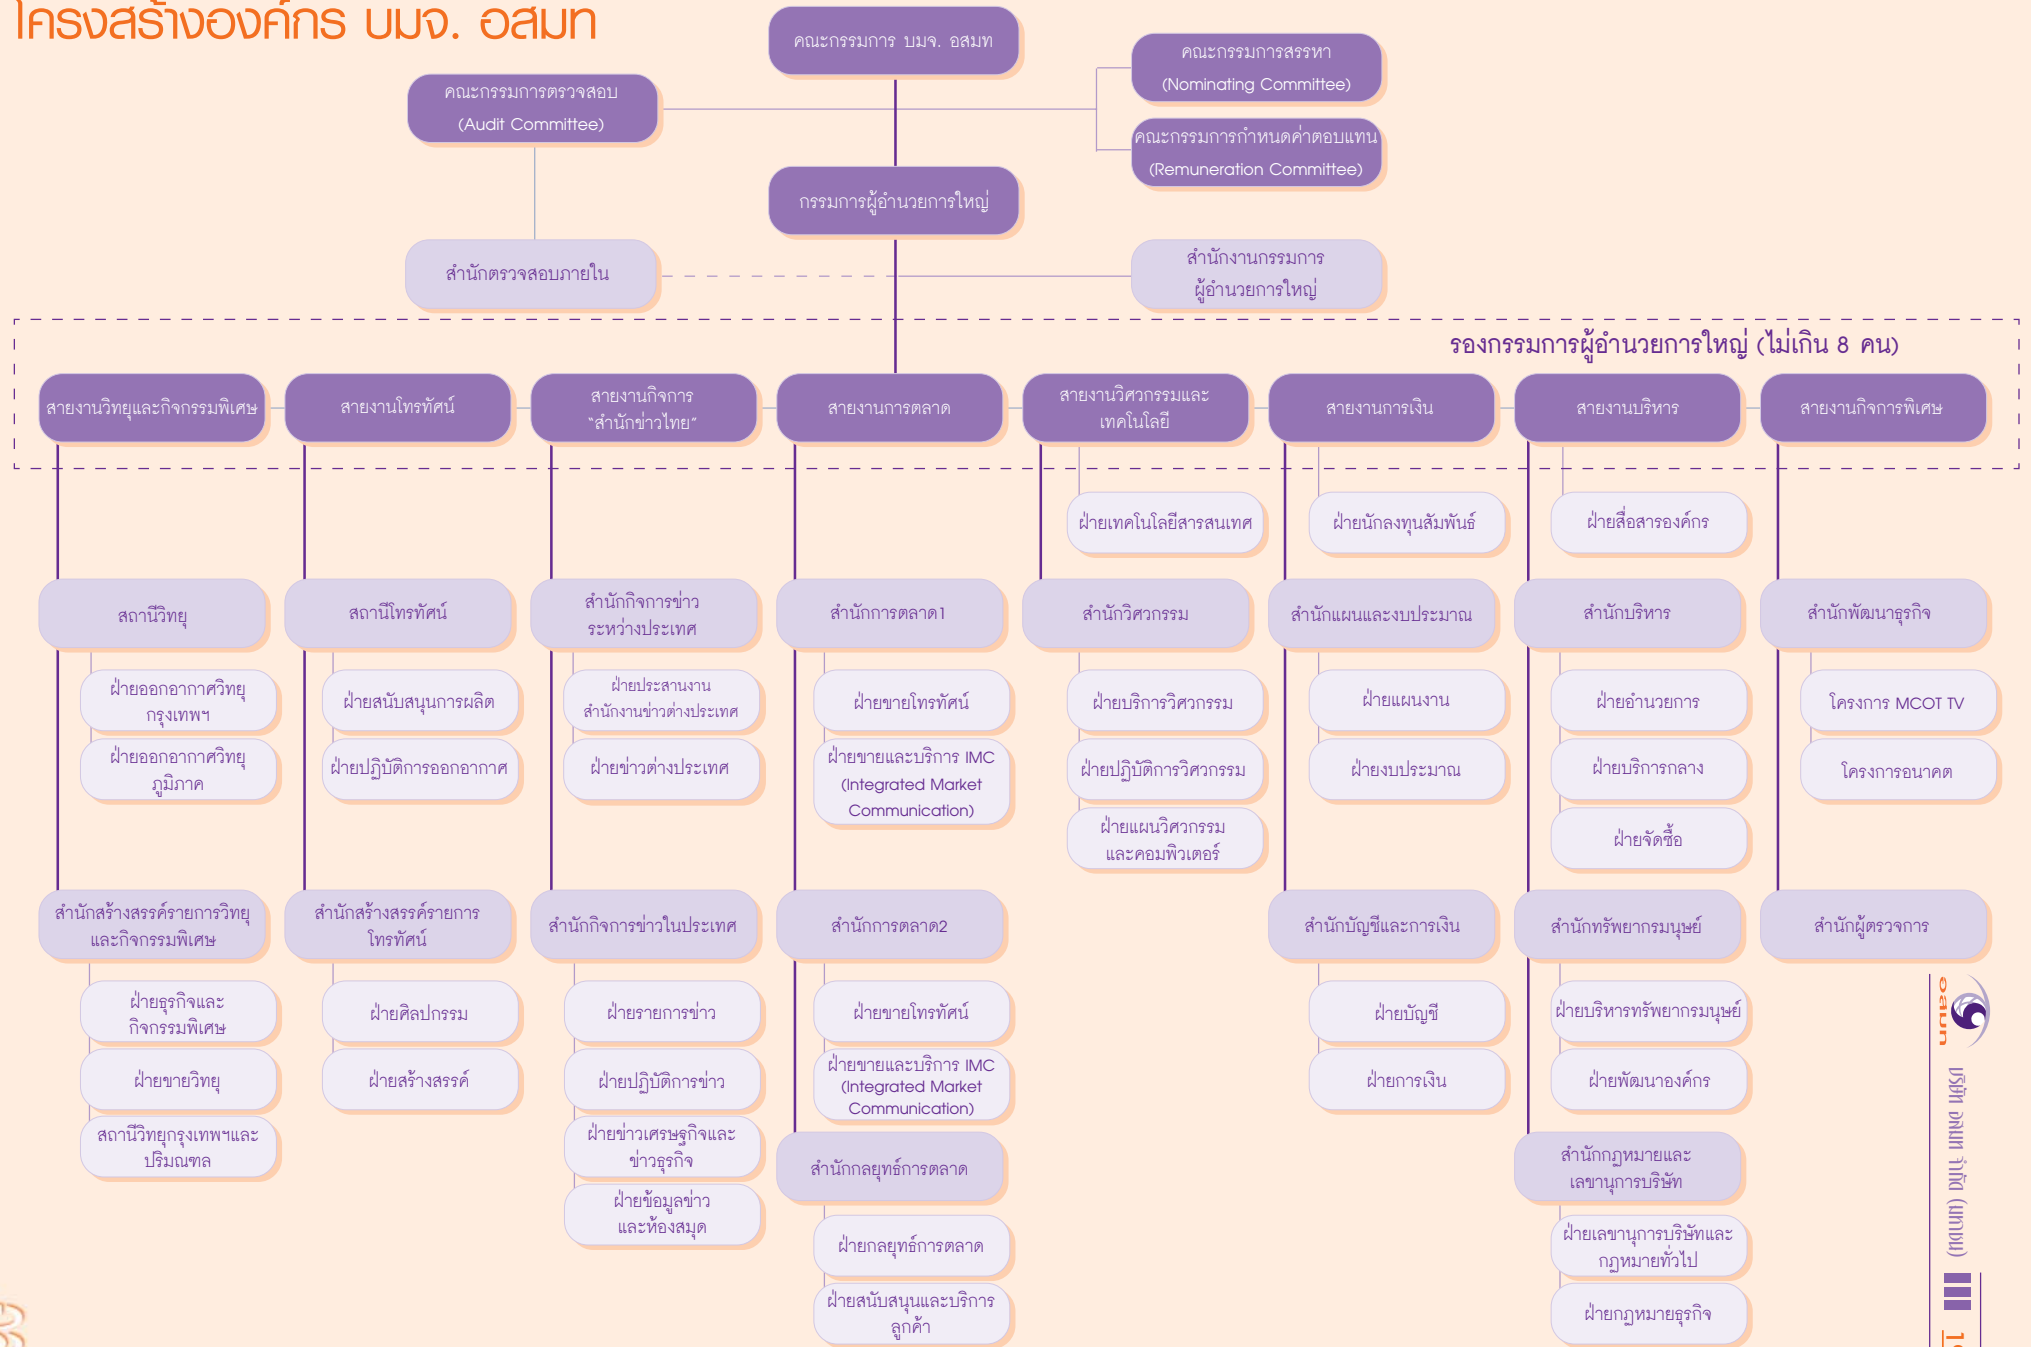 โครงสร้างองค์กร บมจ. อสมท
คณะกรรมการ บมจ. อสมท
คณะกรรมการสรรหา
(Nominating Committee)
คณะกรรมการตรวจสอบ
(Audit Committee)
คณะกรรมการกำหนดค่าตอบแทน
(Remuneration Committee)
กรรมการผู้อำนวยการใหญ่
สำนักตรวจสอบภายใน
สำนักงานกรรมการ
ผู้อำนวยการใหญ่
รองกรรมการผู้อำนวยการใหญ่ (ไม่เกิน 8 คน)
สายงานวิทยุและกิจกรรมพิเศษ
สายงานโทรทัศน์
สายงานกิจการ
"สำนักข่าวไทย"
สายงานการตลาด
สายงานวิศวกรรมและ
เทคโนโลยี
สายงานการเงิน
สายงานบริหาร
สายงานกิจการพิเศษ
ฝ่ายเทคโนโลยีสารสนเทศ
ฝ่ายนักลงทุนสัมพันธ์
ฝ่ายสื่อสารองค์กร
สถานีวิทยุ
สถานีโทรทัศน์
สำนักกิจการข่าว
ระหว่างประเทศ
สำนักการตลาด1
สำนักวิศวกรรม
สำนักแผนและงบประมาณ
สำนักบริหาร
สำนักพัฒนาธุรกิจ
ฝ่ายออกอากาศวิทยุ
กรุงเทพฯ
ฝ่ายสนับสนุนการผลิต
ฝ่ายประสานงาน
สำนักงานข่าวต่างประเทศ
ฝ่ายขายโทรทัศน์
ฝ่ายบริการวิศวกรรม
ฝ่ายแผนงาน
ฝ่ายอำนวยการ
โครงการ MCOT TV
ฝ่ายออกอากาศวิทยุ
ภูมิภาค
ฝ่ายปฏิบัติการออกอากาศ
ฝ่ายข่าวต่างประเทศ
ฝ่ายขายและบริการ IMC
(Integrated Market
Communication)
ฝ่ายปฏิบัติการวิศวกรรม
ฝ่ายงบประมาณ
ฝ่ายบริการกลาง
โครงการอนาคต
ฝ่ายแผนวิศวกรรม
และคอมพิวเตอร์
ฝ่ายจัดซื้อ
สำนักสร้างสรรค์รายการวิทยุ
และกิจกรรมพิเศษ
สำนักสร้างสรรค์รายการ
โทรทัศน์
สำนักกิจการข่าวในประเทศ
สำนักการตลาด2
สำนักบัญชีและการเงิน
สำนักทรัพยากรมนุษย์
สำนักผู้ตรวจการ
ฝ่ายธุรกิจและ
กิจกรรมพิเศษ
ฝ่ายศิลปกรรม
ฝ่ายรายการข่าว
ฝ่ายขายโทรทัศน์
ฝ่ายบัญชี
ฝ่ายบริหารทรัพยากรมนุษย์
ฝ่ายขายวิทยุ
ฝ่ายสร้างสรรค์
ฝ่ายปฏิบัติการข่าว
ฝ่ายขายและบริการ IMC
(Integrated Market
Communication)
ฝ่ายการเงิน
ฝ่ายพัฒนาองค์กร
สถานีวิทยุกรุงเทพฯและ
ปริมณฑล
ฝ่ายข่าวเศรษฐกิจและ
ข่าวธุรกิจ
สำนักกลยุทธ์การตลาด
สำนักกฎหมายและ
เลขานุการบริษัท
ฝ่ายข้อมูลข่าว
และห้องสมุด
ฝ่ายกลยุทธ์การตลาด
ฝ่ายเลขานุการบริษัทและ
กฎหมายทั่วไป
ฝ่ายสนับสนุนและบริการ
ลูกค้า
ฝ่ายกฎหมายธุรกิจ
อสมท
บริษัท อสมท จำกัด (มหาชน)